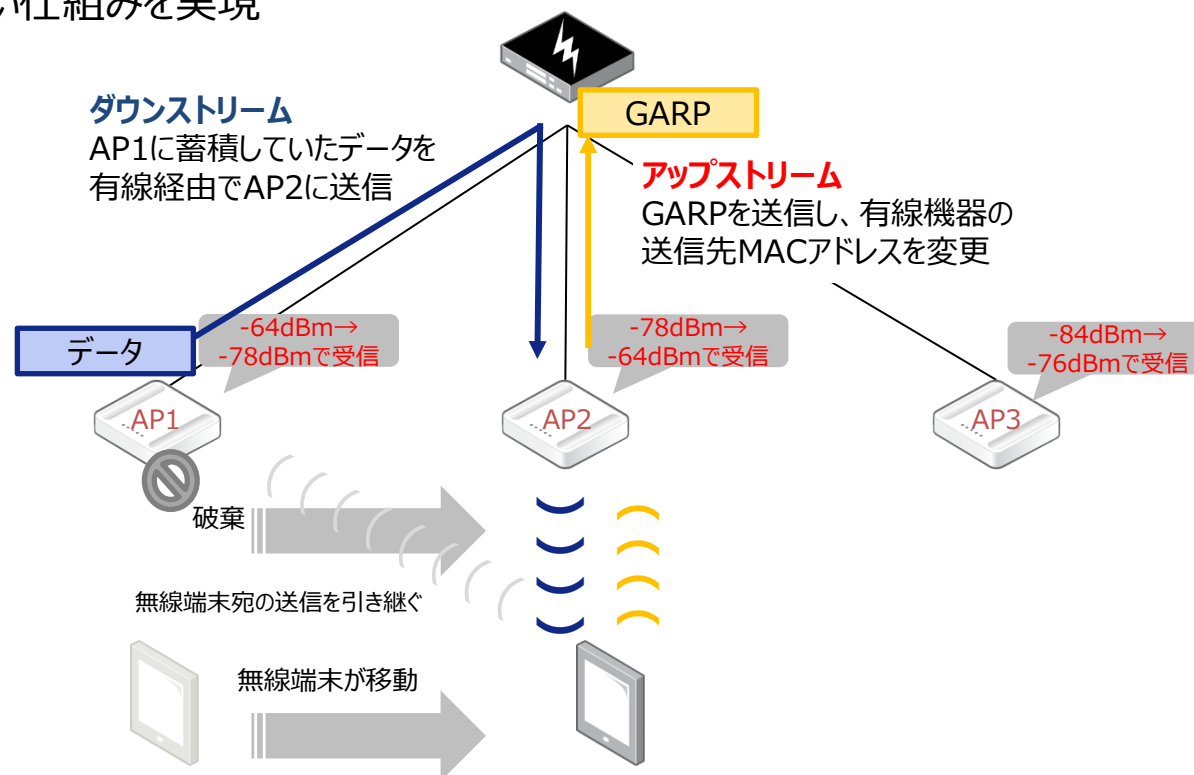 い仕組みを実現
ダウンストリーム
AP1に蓄積していたデータを
有線経由でAP2に送信
GARP
アップストリーム
GARPを送信し、有線機器の
送信先MACアドレスを変更
データ
-64dBm→
-78dBmで受信
-78dBm→
-64dBmで受信
-84dBm→
-76dBmで受信
AP1
AP2
AP3
破棄
無線端末宛の送信を引き継ぐ
無線端末が移動